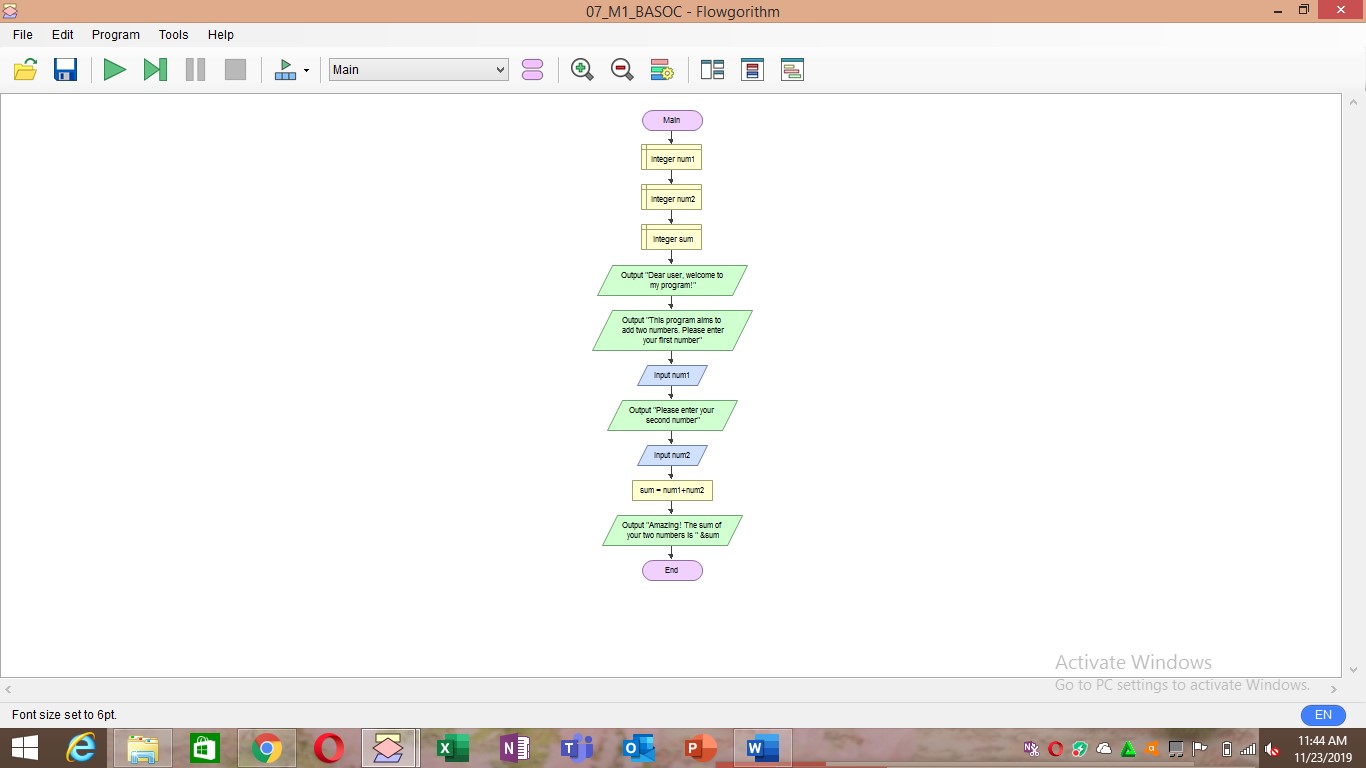 07_M1_BASOC - Flowgorithm
File Edit Program Tools Help
Main
Main
Integer num1
Integer num2
Integer sum
Output "Dear user, welcome to
my program!"
Output "This program aims to
add two numbers. Please enter
your first number"
Input num1
Output "Please enter your
second number"
Input num2
sum = num1+num2
Output "Amazing! The sum of
your two numbers is " &sum
End
Activate Windows
Go to PC settings to activate Windows.
Font size set to 6pt.
EN
11:44 AM
11/23/2019